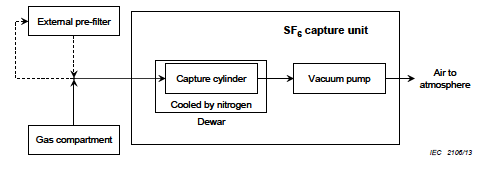 External pre-filter
SF6 capture unit
Capture cylinder
Vacuum pump
Air to
atmosphere
Cooled by nitrogen
Dewar
Gas compartment
IEC 2106/13